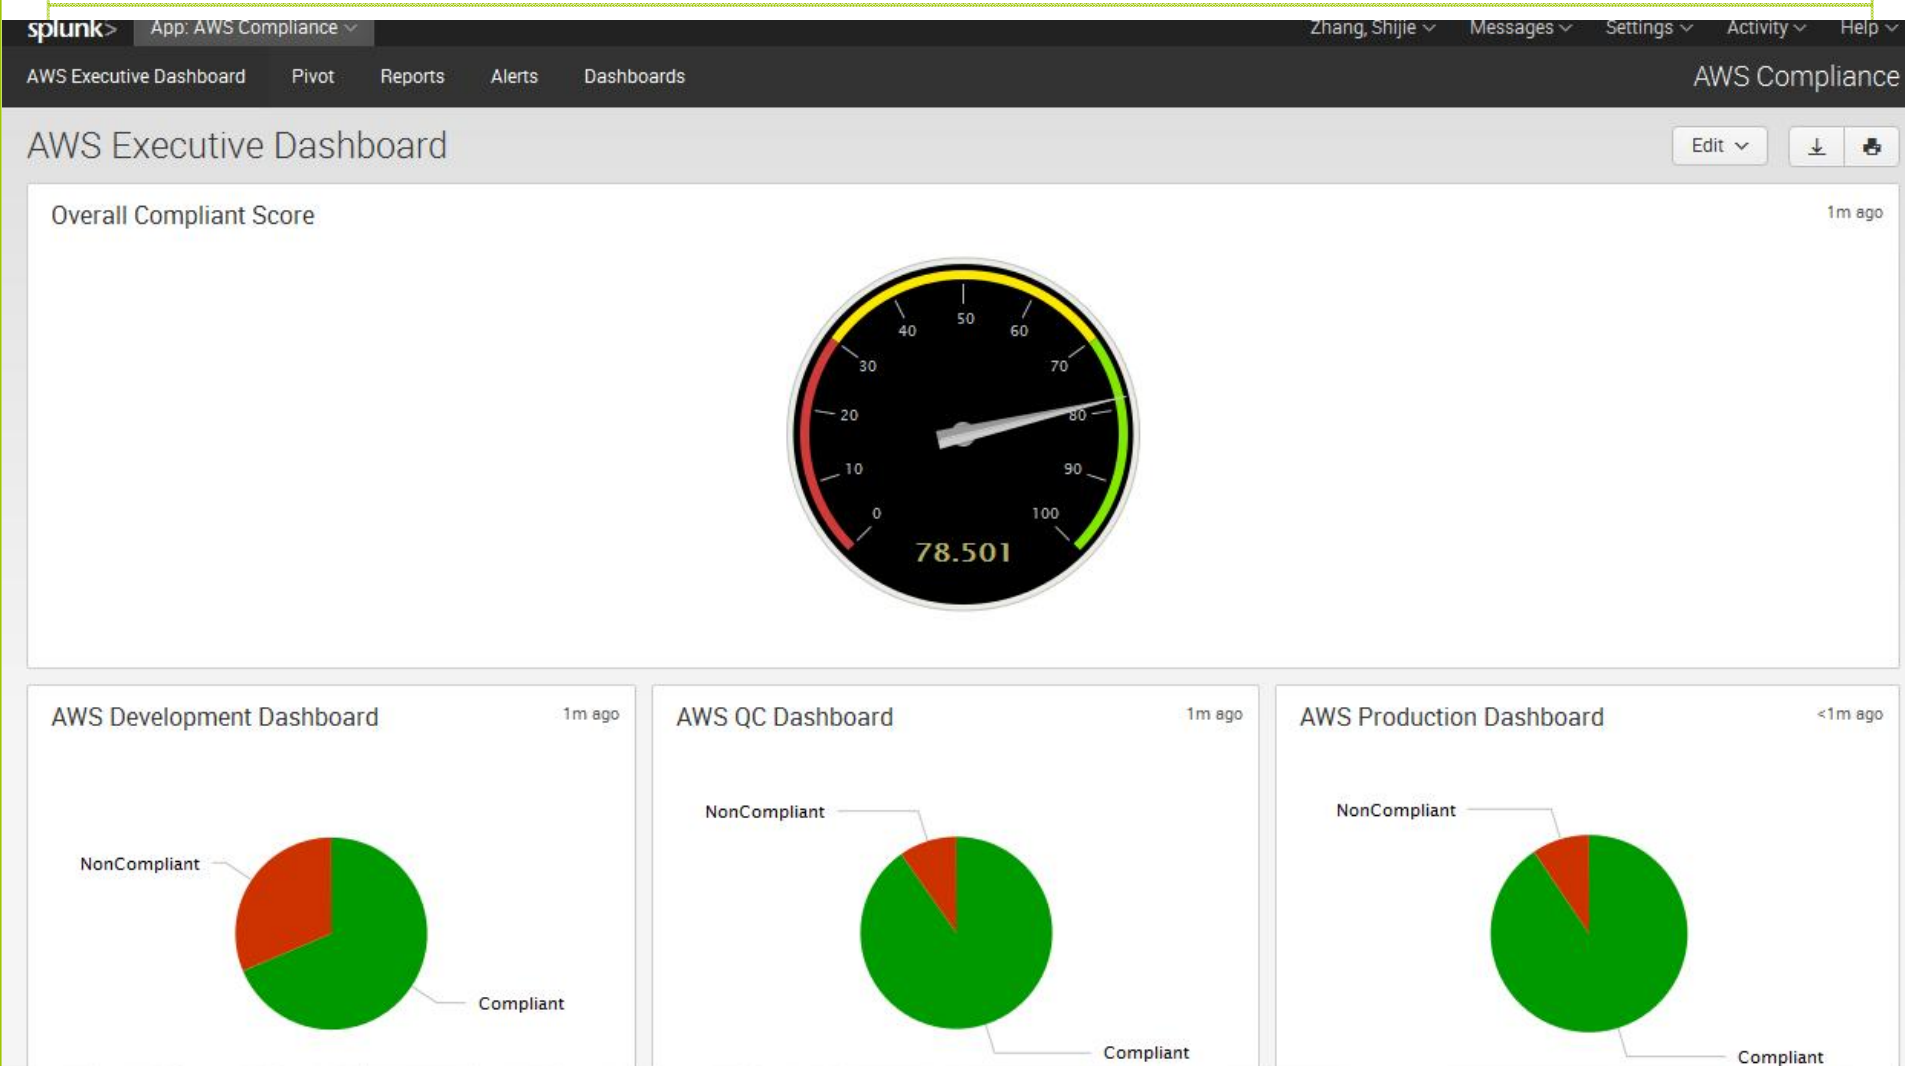 splunk> App: AWS Compliance Zhang, Shijie Messages Settings Activity Help
AWS Executive Dashboard Pivot Reports Alerts Dashboards AWS Compliance
AWS Executive Dashboard Edit
Overall Compliant Score 1m ago
50
40 60
30 70
20 80
10 90
0 100
78.501
AWS Development Dashboard 1m ago
NonCompliant
Compliant
AWS QC Dashboard 1m ago
NonCompliant
Compliant
AWS Production Dashboard <1m ago
NonCompliant
Compliant